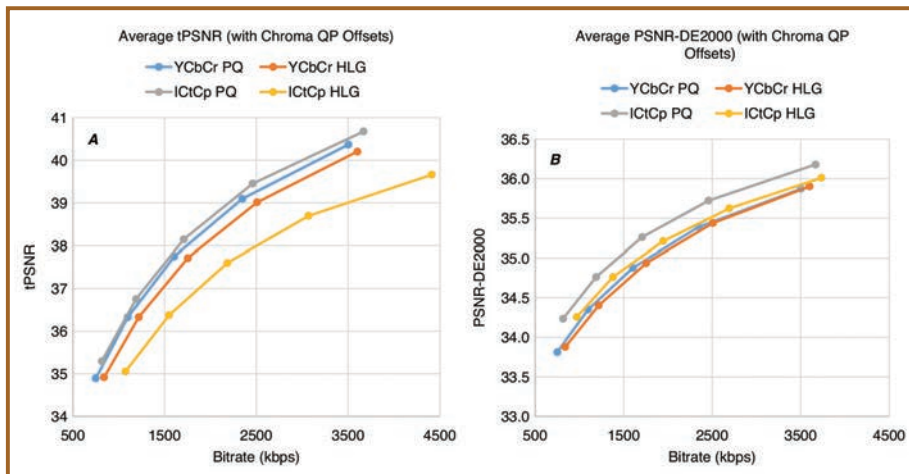 Average tPSNR (with Chroma QP Offsets)
YCbCr PQ YCbCr HLG
ICtCp PQ ICtCp HLG
A
41
40
39
38
37
36
35
34
tPSNR
500 1500 2500 3500 4500
Bitrate (kbps)
Average PSNR-DE2000 (with Chroma QP
Offsets)
YCbCr PQ YCbCr HLG
ICtCp PQ ICtCp HLG
B
36.5
36.0
35.5
35.0
34.5
34.0
33.5
33.0
PSNR-DE2000
500 1500 2500 3500 4500
Bitrate (kbps)